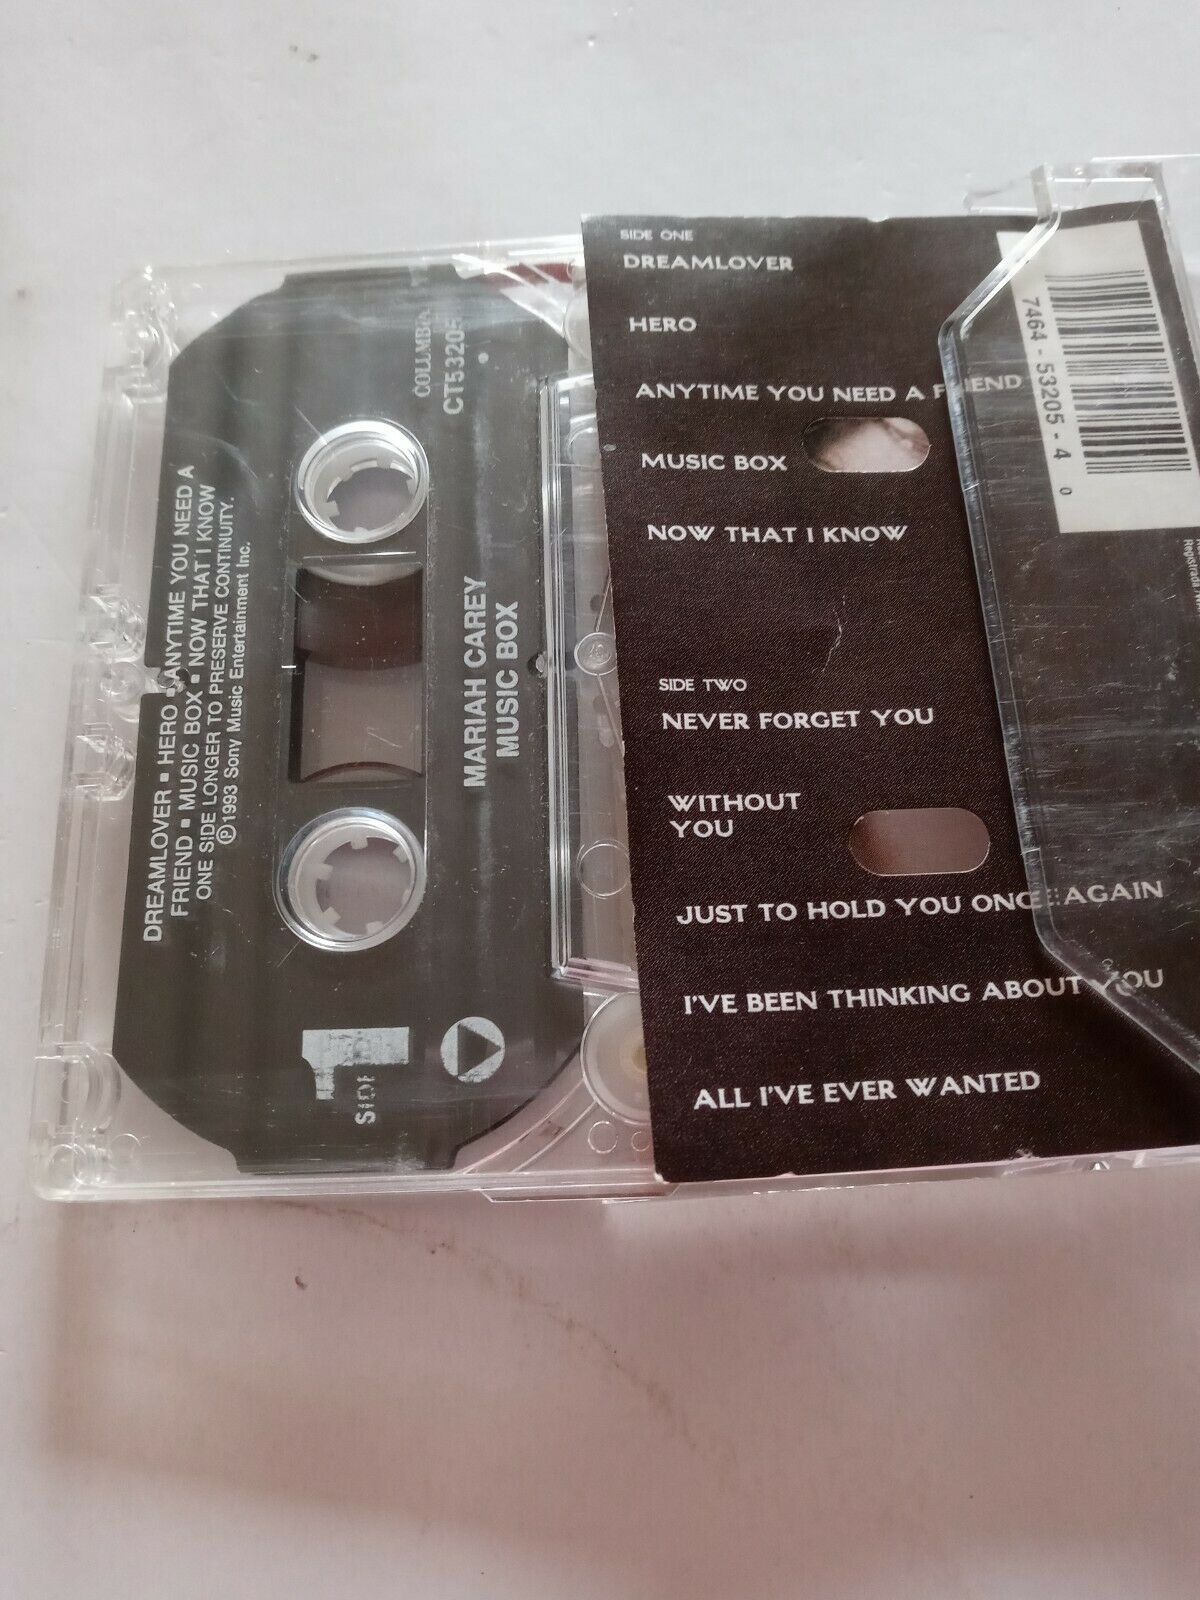 DREAMLOVER ▪ HERO ▪ ANYTIME YOU NEED A
FRIEND ▪ MUSIC BOX ▪ NOW THAT I KNOW
ONE SIDE LONGER TO PRESERVE CONTINUITY.
℗1993 Sony Music Entertainment Inc.
COLUMBIA
CT53205
MARIAH CAREY
MUSIC BOX
SIDE
1
SIDE ONE
DREAMLOVER
HERO
ANYTIME YOU NEED A FRIEND
MUSIC BOX
NOW THAT I KNOW
SIDE TWO
NEVER FORGET YOU
WITHOUT
YOU
JUST TO HOLD YOU ONCE AGAIN
I'VE BEEN THINKING ABOUT YOU
ALL I'VE EVER WANTED
7464 - 53205 - 4
0